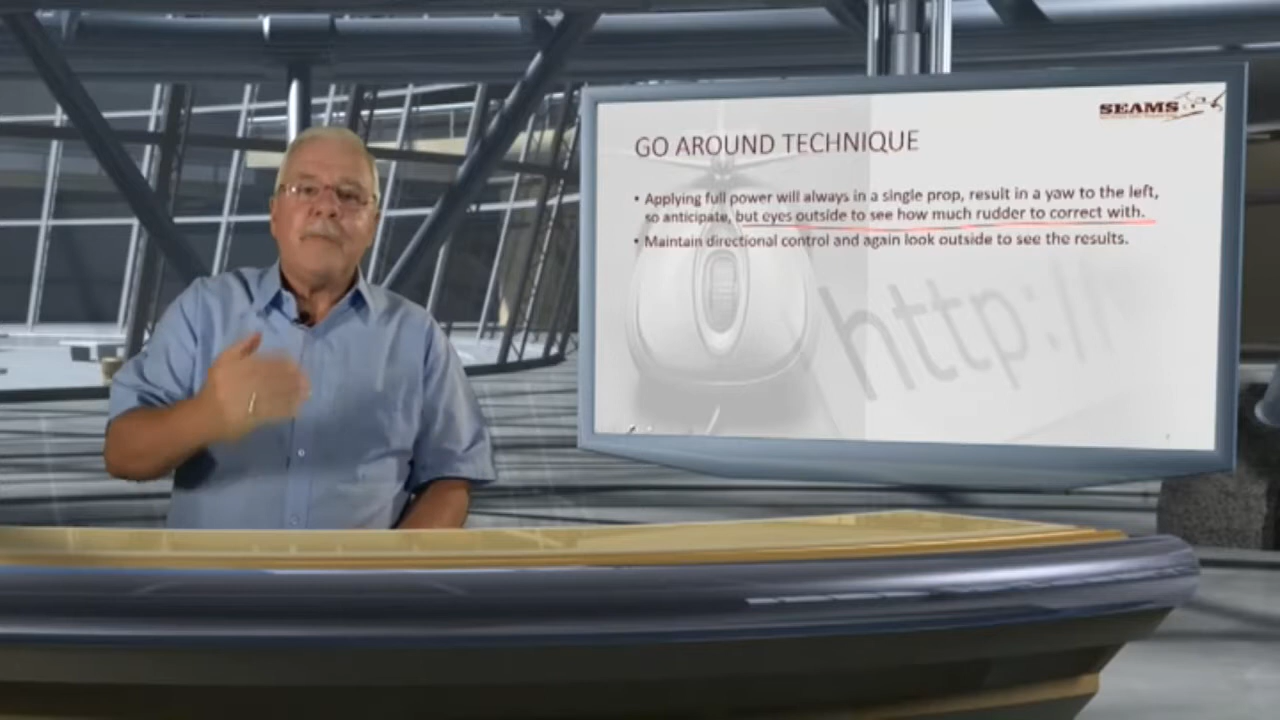 SEAMS
GO AROUND TECHNIQUE
• Applying full power will always in a single prop, result in a yaw to the left,
so anticipate, but eyes outside to see how much rudder to correct with.
• Maintain directional control and again look outside to see the results.
http://